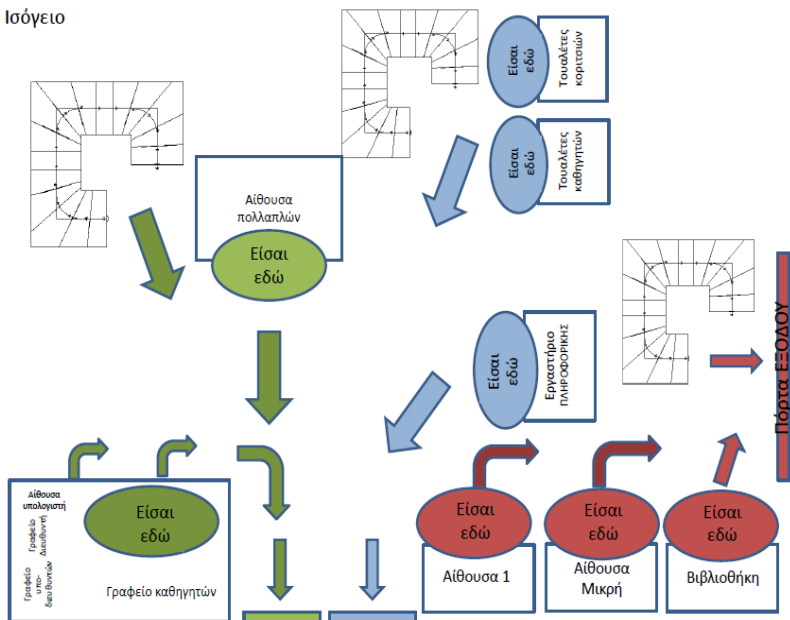 Ισόγειο
Είσαι
εδώ
Τουαλέτες
κοριτσιών
Είσαι
εδώ
Τουαλέτες
καθηγητών
Αίθουσα
πολλαπλών
Είσαι
εδώ
Είσαι
εδώ
Εργαστήριο
ΠΛΗΡΟΦΟΡΙΚΗΣ
Πόρτα ΕΞΟΔΟΥ
Αίθουσα
υπολογιστή
Γραφείο
Διευθυντή
Γραφείο
υπο-
διευθυντών
Είσαι
εδώ
Γραφείο καθηγητών
Είσαι
εδώ
Αίθουσα 1
Είσαι
εδώ
Αίθουσα
Μικρή
Είσαι
εδώ
Βιβλιοθήκη